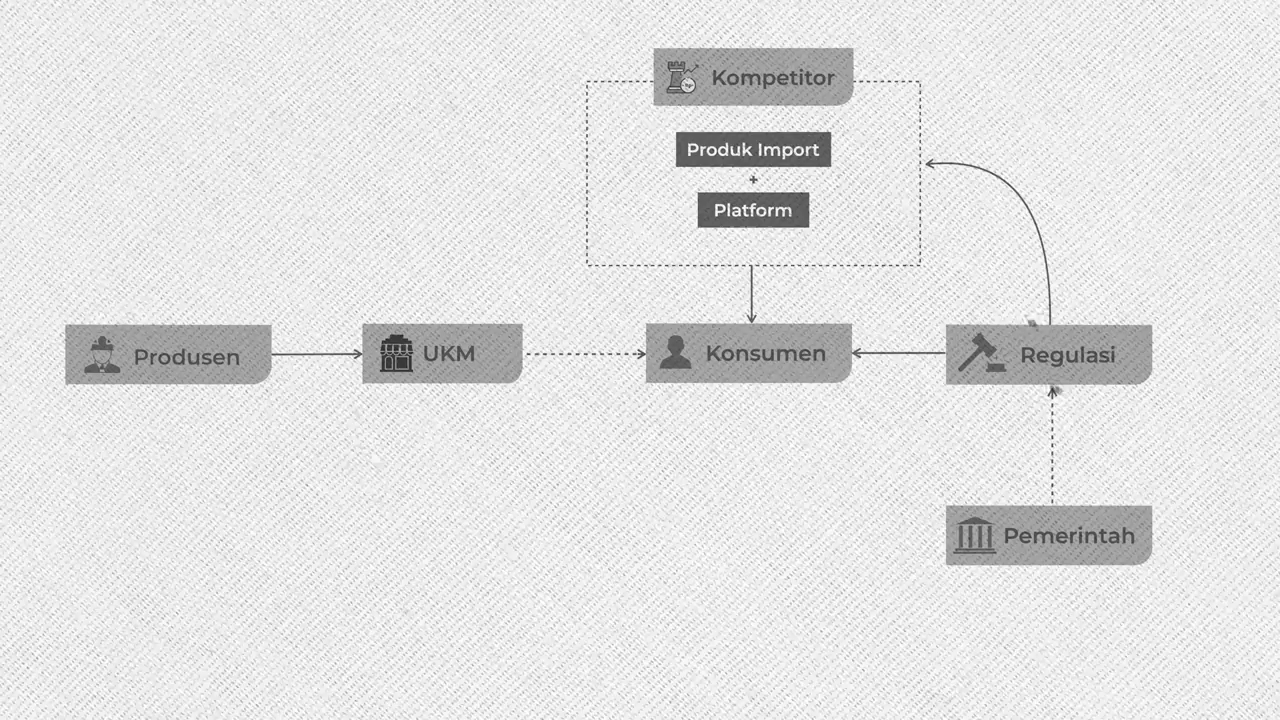 Kompetitor
Produk Import
+
Platform
Produsen
UKM
Konsumen
Regulasi
Pemerintah